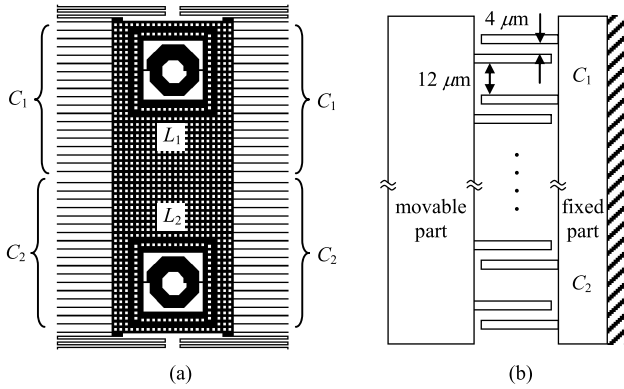 4 μm
C₁
C₁
C₁
12 μm
L₁
L₂
movable
part
fixed
part
C₂
C₂
C₂
(a)
(b)